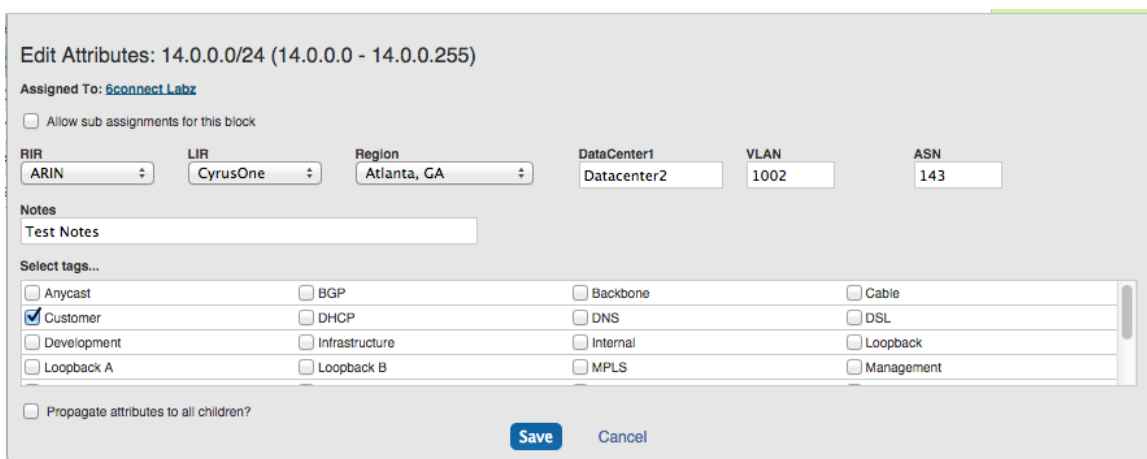 Edit Attributes: 14.0.0.0/24 (14.0.0.0 - 14.0.0.255)
Assigned To: 6connect Labz
Allow sub assignments for this block
RIR LIR Region DataCenter1 VLAN ASN
ARIN CyrusOne Atlanta, GA Datacenter2 1002 143
Notes
Test Notes
Select tags...
Anycast BGP Backbone Cable
Customer DHCP DNS DSL
Development Infrastructure Internal Loopback
Loopback A Loopback B MPLS Management
Propagate attributes to all children?
Save Cancel